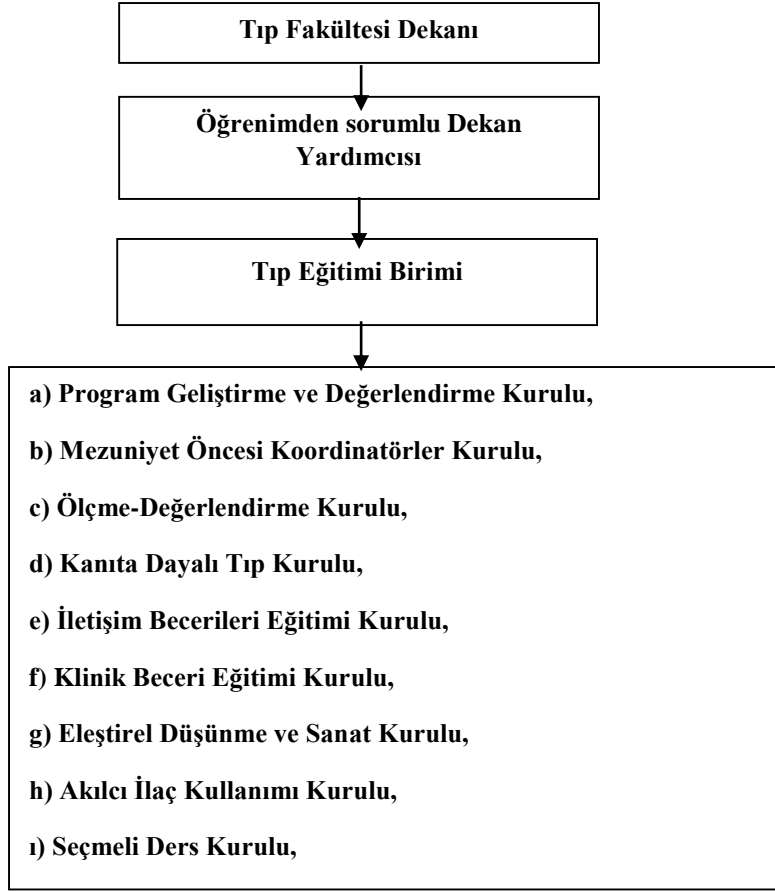 Tıp Fakültesi Dekanı
Öğrenimden sorumlu Dekan
Yardımcısı
Tıp Eğitimi Birimi
a) Program Geliştirme ve Değerlendirme Kurulu,
b) Mezuniyet Öncesi Koordinatörler Kurulu,
c) Ölçme-Değerlendirme Kurulu,
d) Kanıta Dayalı Tıp Kurulu,
e) İletişim Becerileri Eğitimi Kurulu,
f) Klinik Beceri Eğitimi Kurulu,
g) Eleştirel Düşünme ve Sanat Kurulu,
h) Akılcı İlaç Kullanımı Kurulu,
ı) Seçmeli Ders Kurulu,